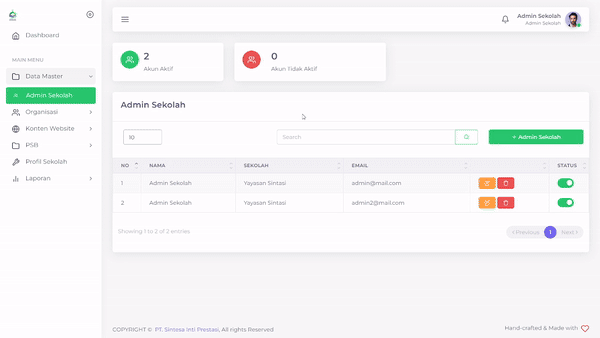 Dashboard
MAIN MENU
Data Master
Admin Sekolah
Organisasi
Konten Website
PSB
Profil Sekolah
Laporan
Admin Sekolah
Admin Sekolah
2
Akun Aktif
0
Akun Tidak Aktif
Admin Sekolah
10
Search
+ Admin Sekolah
NO NAMA SEKOLAH EMAIL STATUS
1 Admin Sekolah Yayasan Sintasi admin@mail.com
2 Admin Sekolah Yayasan Sintasi admin2@mail.com
Showing 1 to 2 of 2 entries
Previous 1 Next
COPYRIGHT © PT. Sintesa Inti Prestasi, All rights Reserved
Hand-crafted & Made with